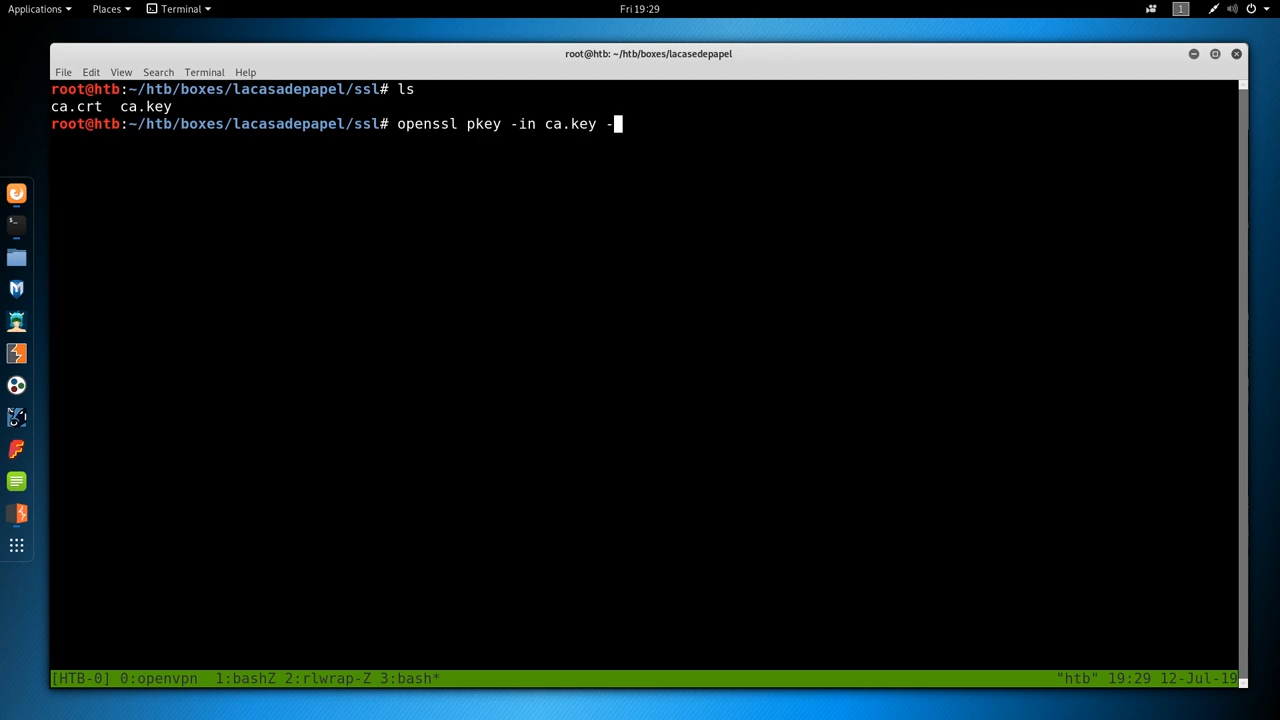 Applications Places Terminal Fri 19:29 1
root@htb: ~/htb/boxes/lacasedepapel
File Edit View Search Terminal Help
root@htb:~/htb/boxes/lacasadepapel/ssl# ls
ca.crt  ca.key
root@htb:~/htb/boxes/lacasadepapel/ssl# openssl pkey -in ca.key -
[HTB-0] 0:openvpn  1:bashZ 2:rlwrap-Z 3:bash* "htb" 19:29 12-Jul-19